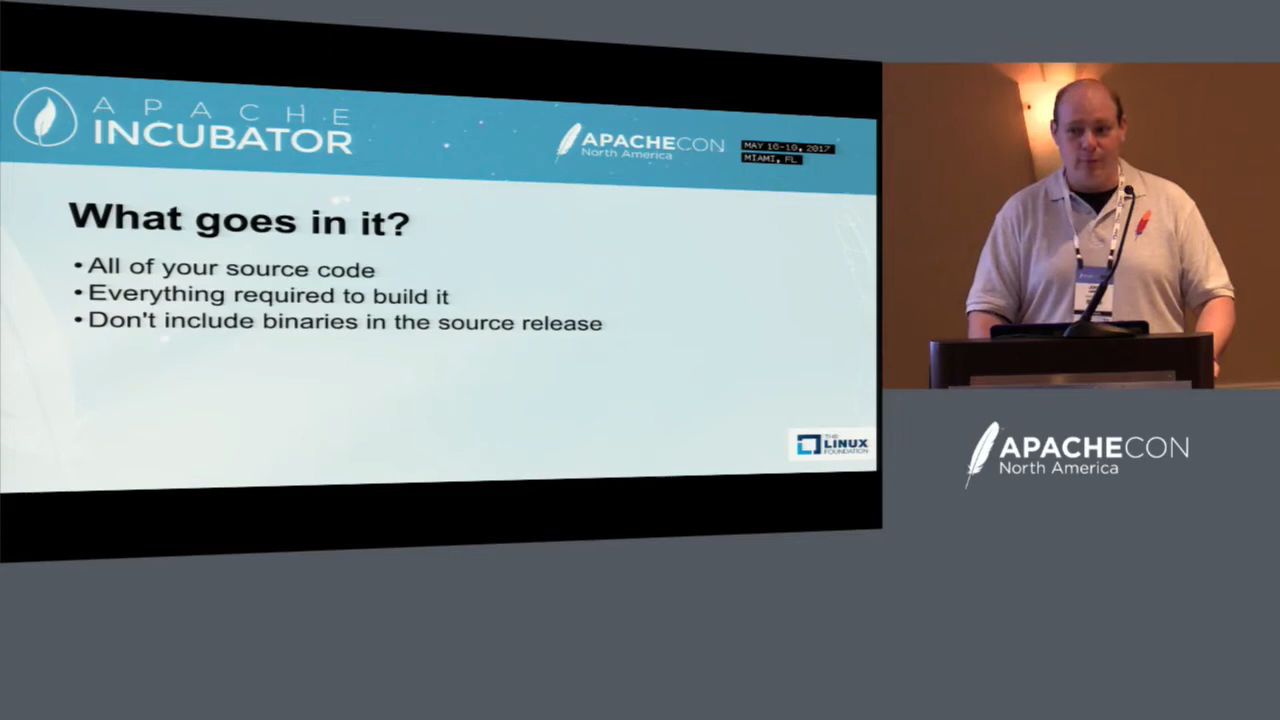 APACHE
INCUBATOR
APACHECON
North America
MAY 16-18, 2017
MIAMI, FL
What goes in it?
•All of your source code
•Everything required to build it
•Don't include binaries in the source release
THE
LINUX
FOUNDATION
APACHECON
North America